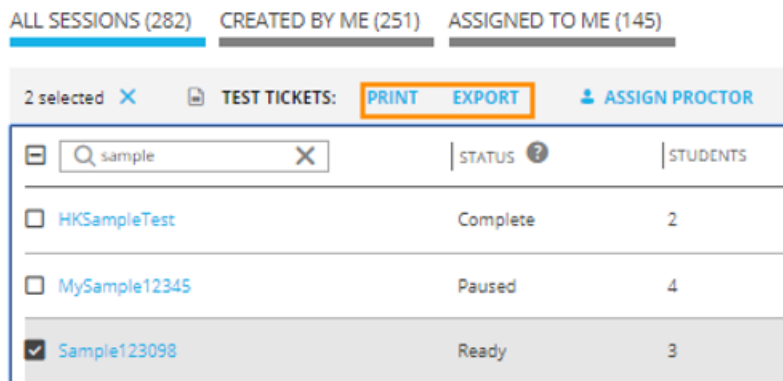 ALL SESSIONS (282) CREATED BY ME (251) ASSIGNED TO ME (145)
2 selected TEST TICKETS: PRINT EXPORT ASSIGN PROCTOR
sample STATUS ? STUDENTS
HKSampleTest Complete 2
MySample12345 Paused 4
Sample123098 Ready 3